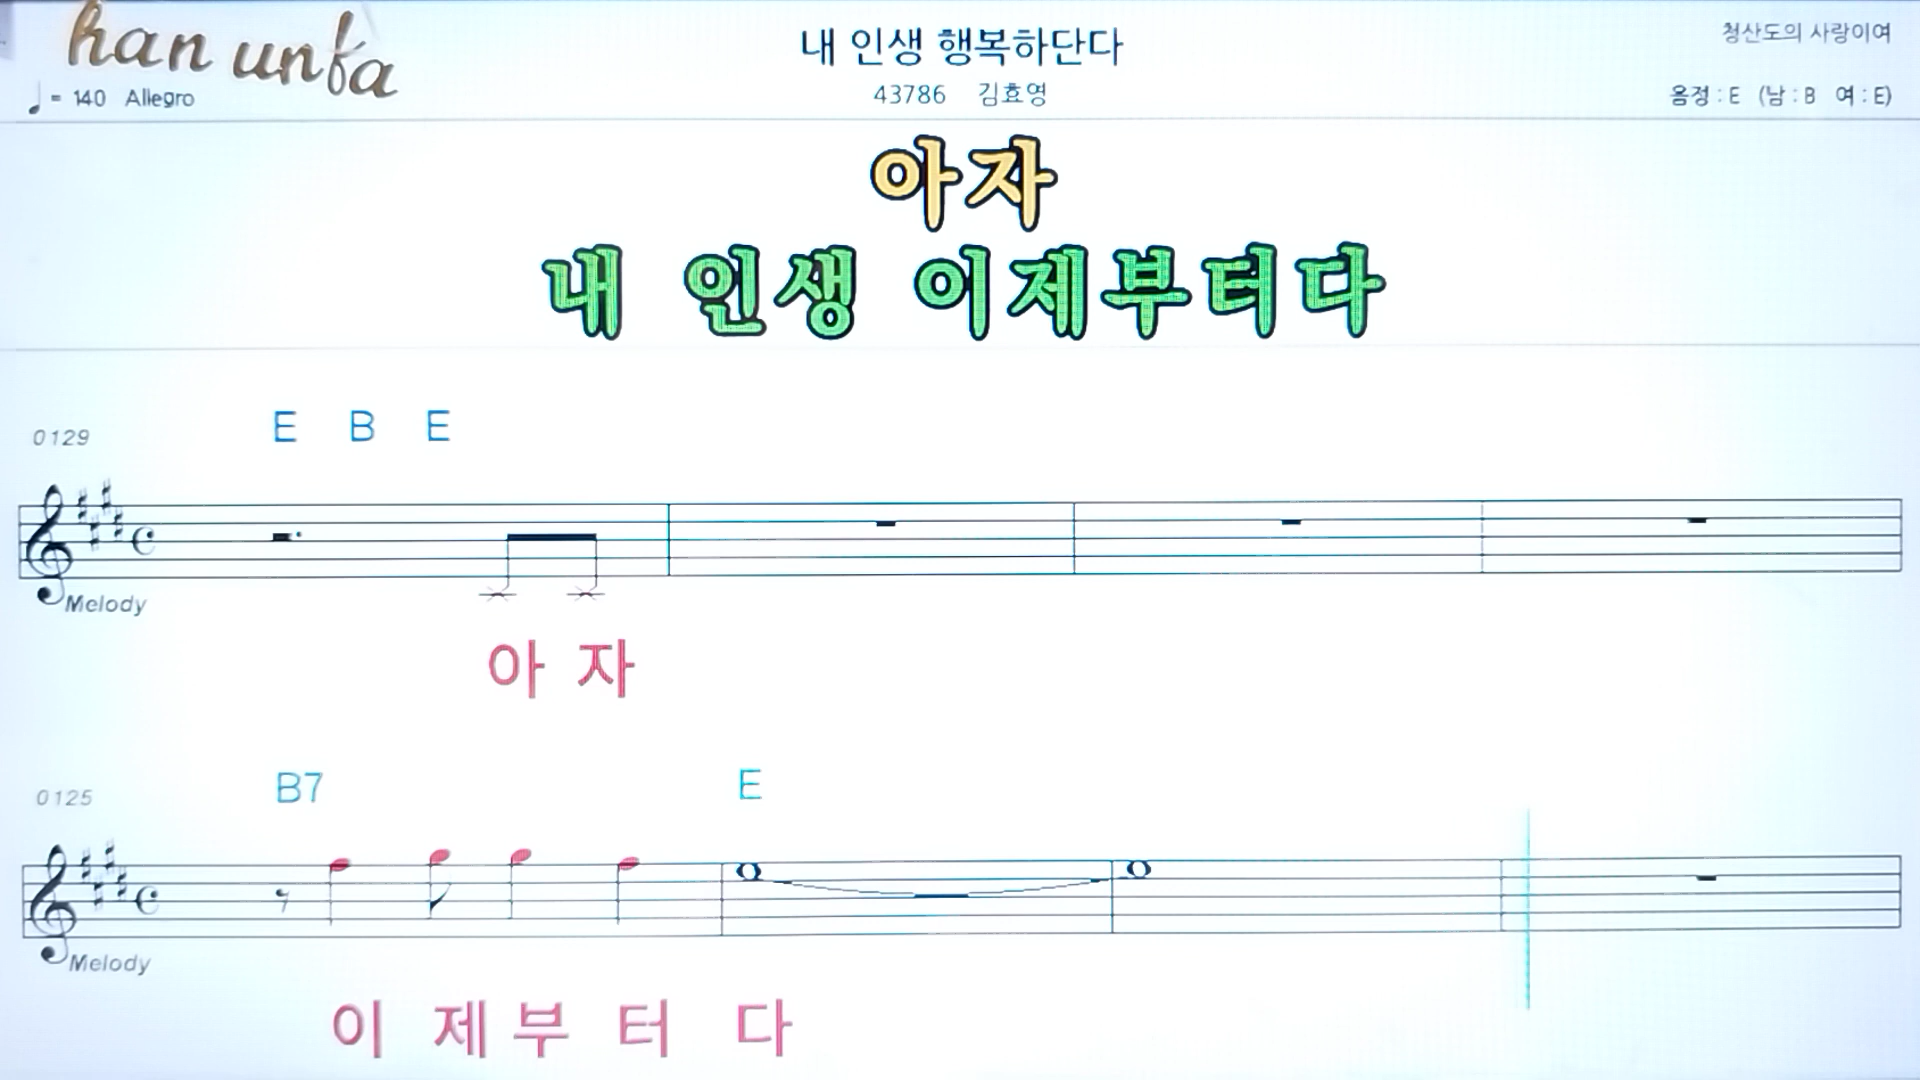 han unfa
내 인생 행복하단다
청산도의 사랑이여
♩= 140 Allegro
43786 김효영
음정 : E (남 : B 여 : E)
아자
내 인생 이제부터다
E B E
0129
Melody
아 자
B7 E
0125
Melody
이 제 부 터 다